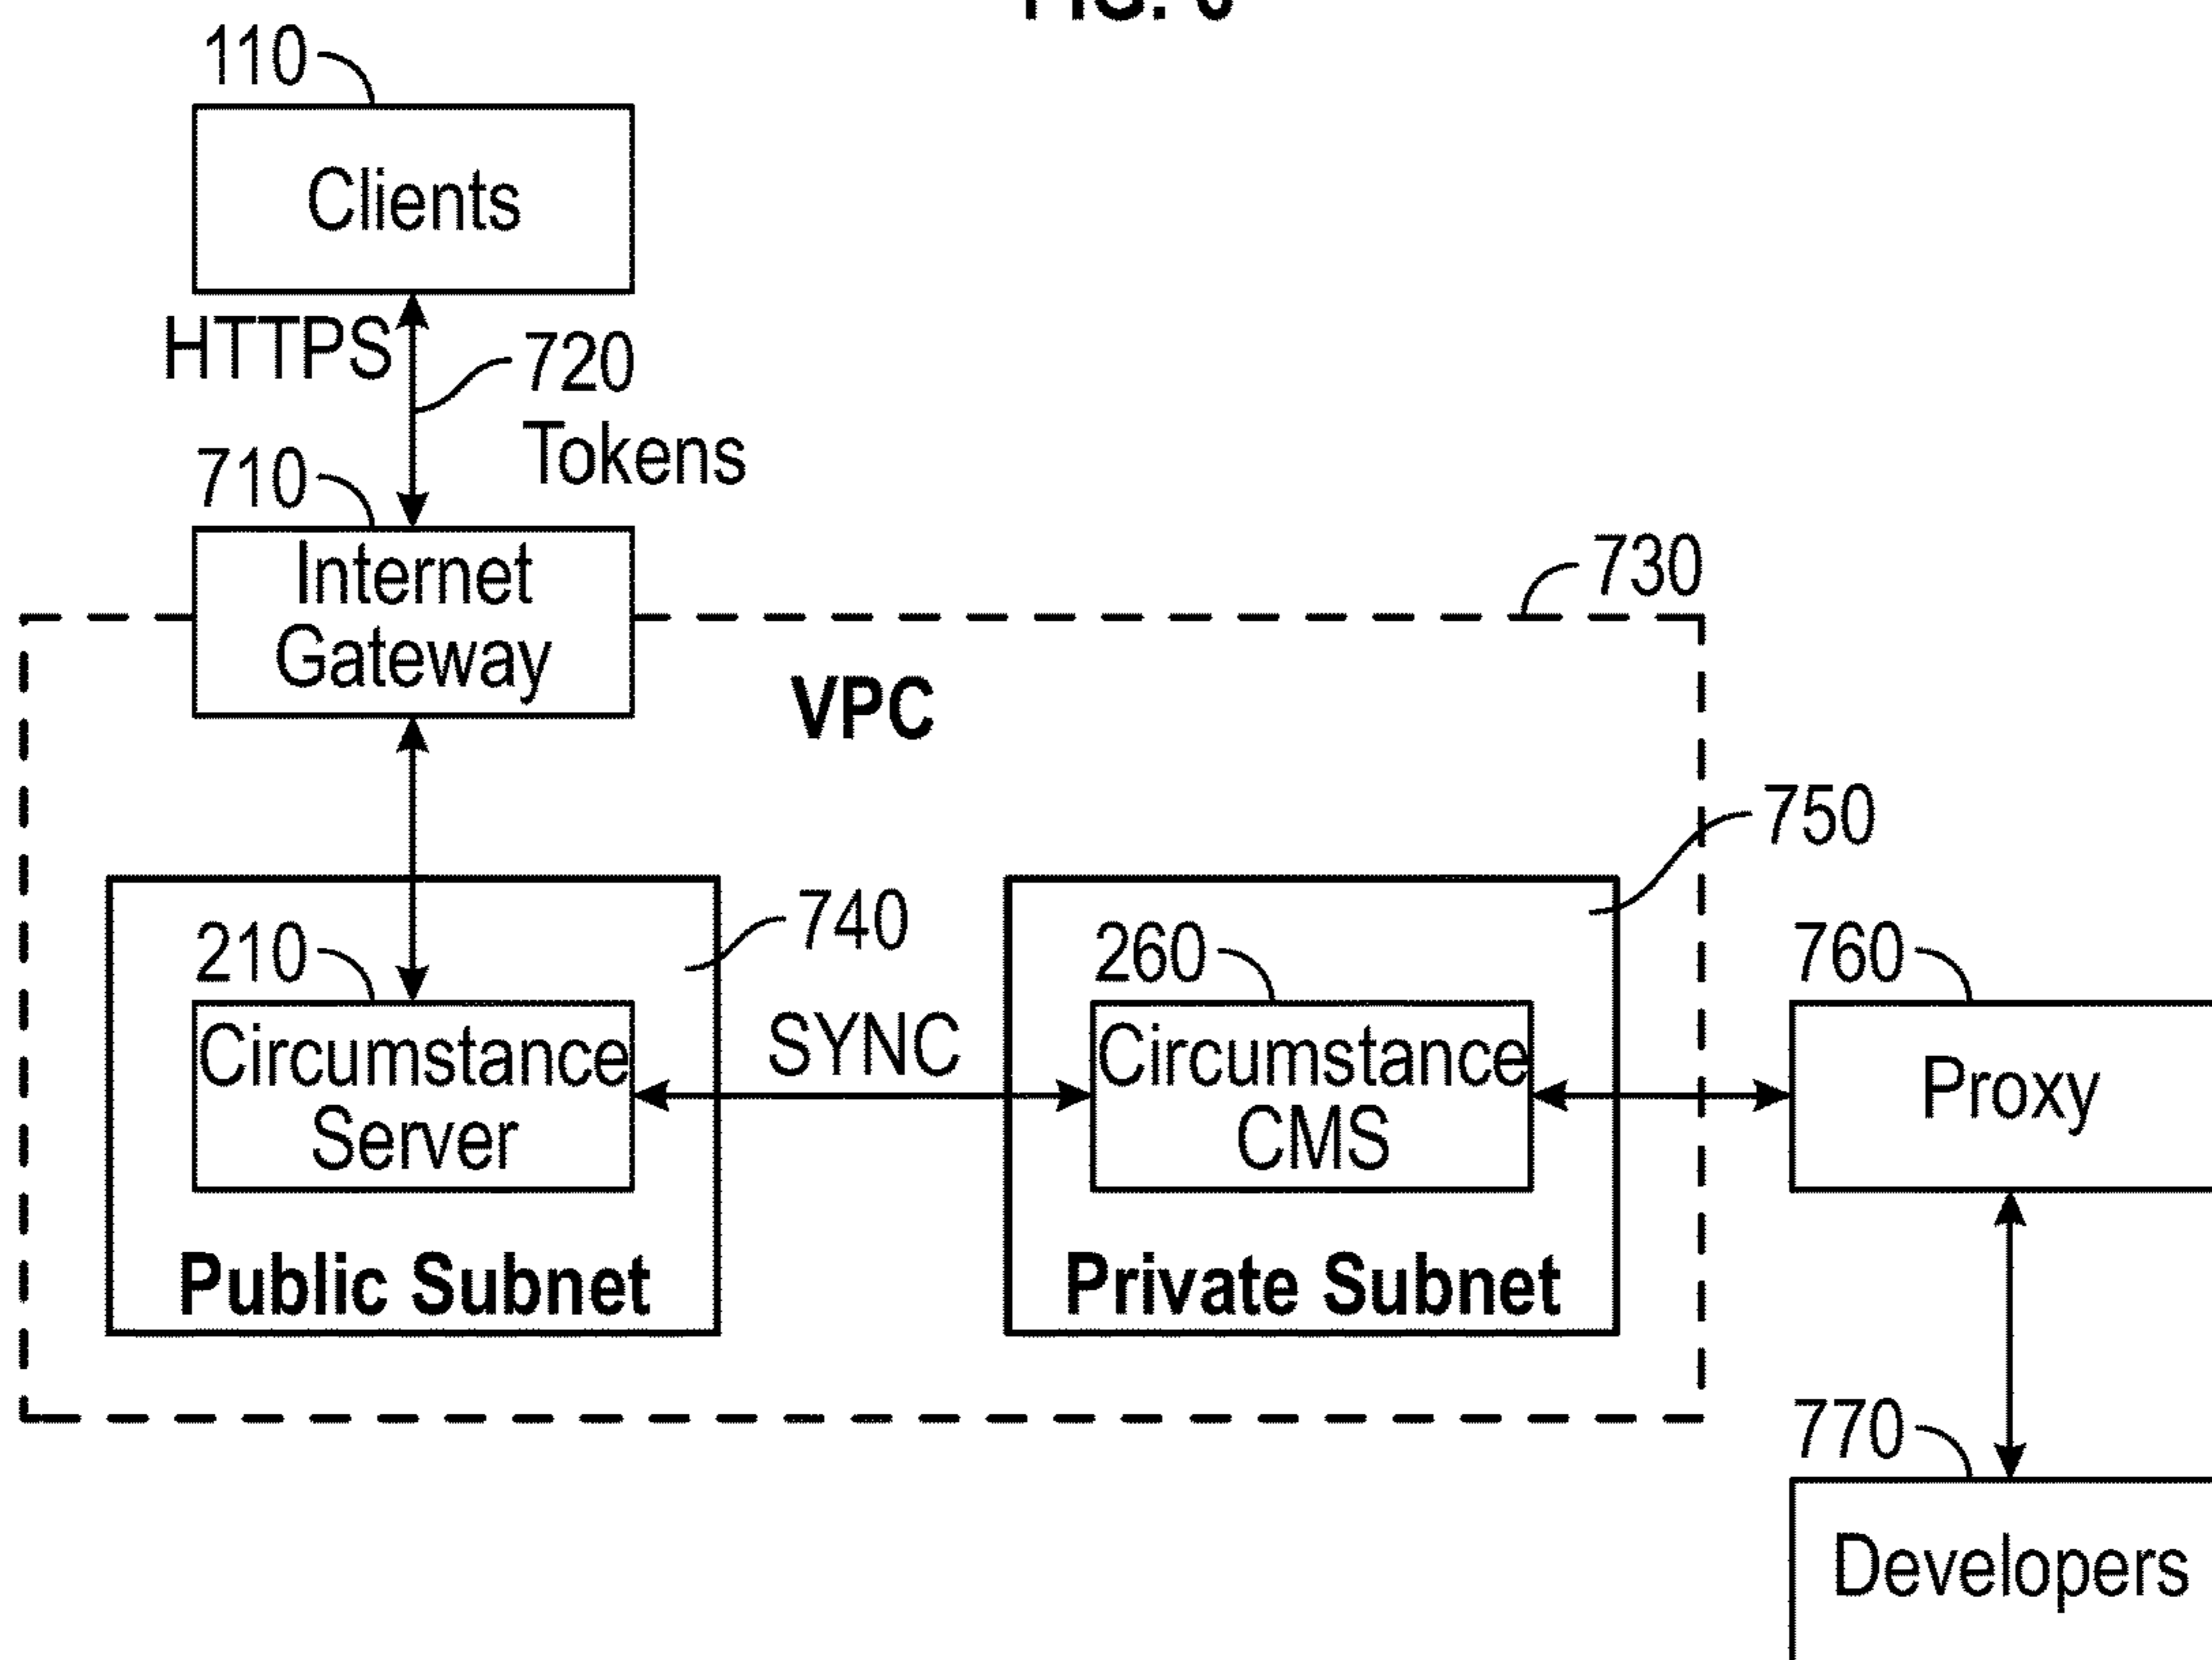 110
Clients
HTTPS
720
Tokens
710
Internet
Gateway
730
VPC
750
740
210
260
760
Circumstance
Server
SYNC
Circumstance
CMS
Proxy
Public Subnet
Private Subnet
770
Developers